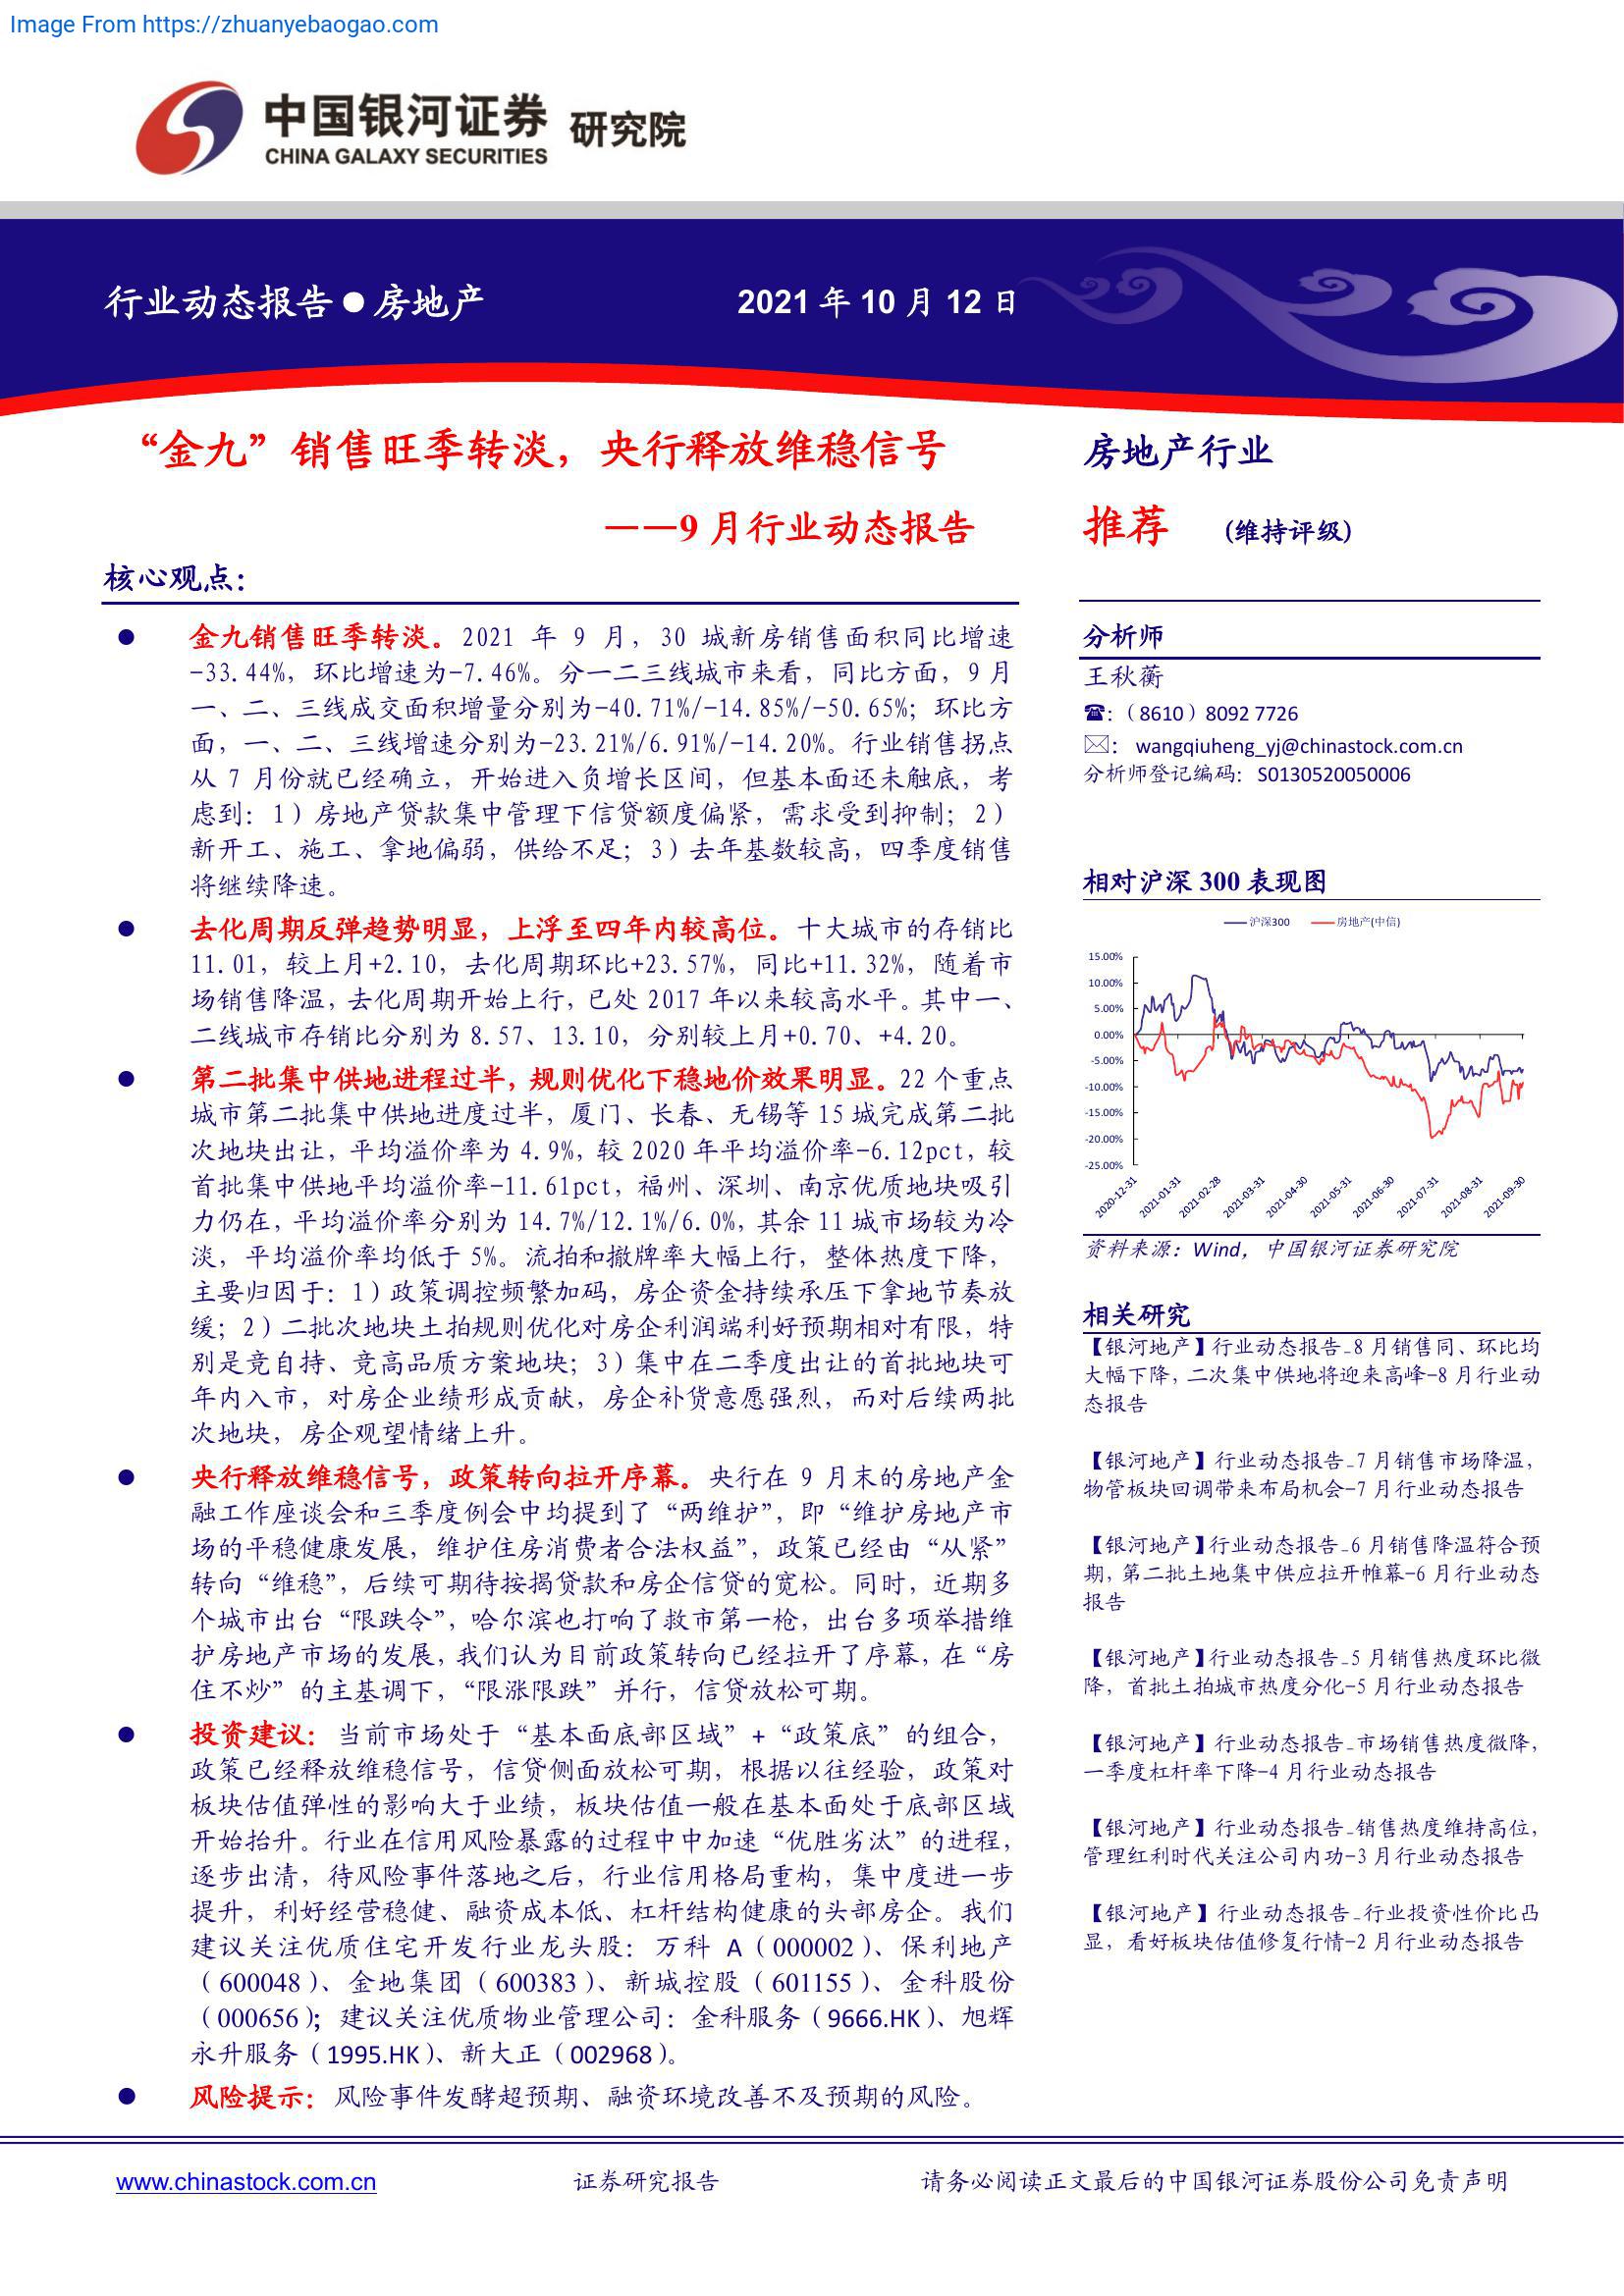 Image From https://zhuanyebaogao.com
中国银河证券 研究院
CHINA GALAXY SECURITIES
行业动态报告●房地产
2021 年 10 月 12 日
“金九”销售旺季转淡，央行释放维稳信号
——9 月行业动态报告
核心观点：
● 金九销售旺季转淡。2021 年 9 月，30 城新房销售面积同比增速
-33.44%，环比增速为-7.46%。分一二三线城市来看，同比方面，9 月
一、二、三线成交面积增量分别为-40.71%/-14.85%/-50.65%；环比方
面，一、二、三线增速分别为-23.21%/6.91%/-14.20%。行业销售拐点
从 7 月份就已经确立，开始进入负增长区间，但基本面还未触底，考
虑到：1）房地产贷款集中管理下信贷额度偏紧，需求受到抑制；2）
新开工、施工、拿地偏弱，供给不足；3）去年基数较高，四季度销售
将继续降速。
● 去化周期反弹趋势明显，上浮至四年内较高位。十大城市的存销比
11.01，较上月+2.10，去化周期环比+23.57%，同比+11.32%，随着市
场销售降温，去化周期开始上行，已处 2017 年以来较高水平。其中一、
二线城市存销比分别为 8.57、13.10，分别较上月+0.70、+4.20。
● 第二批集中供地进程过半，规则优化下稳地价效果明显。22 个重点
城市第二批集中供地进度过半，厦门、长春、无锡等 15 城完成第二批
次地块出让，平均溢价率为 4.9%，较 2020 年平均溢价率-6.12pct，较
首批集中供地平均溢价率-11.61pct，福州、深圳、南京优质地块吸引
力仍在，平均溢价率分别为 14.7%/12.1%/6.0%，其余 11 城市场较为冷
淡，平均溢价率均低于 5%。流拍和撤牌率大幅上行，整体热度下降，
主要归因于：1）政策调控频繁加码，房企资金持续承压下拿地节奏放
缓；2）二批次地块土拍规则优化对房企利润端利好预期相对有限，特
别是竞自持、竞高品质方案地块；3）集中在二季度出让的首批地块可
年内入市，对房企业绩形成贡献，房企补货意愿强烈，而对后续两批
次地块，房企观望情绪上升。
● 央行释放维稳信号，政策转向拉开序幕。央行在 9 月末的房地产金
融工作座谈会和三季度例会中均提到了“两维护”，即“维护房地产市
场的平稳健康发展，维护住房消费者合法权益”，政策已经由“从紧”
转向“维稳”，后续可期待按揭贷款和房企信贷的宽松。同时，近期多
个城市出台“限跌令”，哈尔滨也打响了救市第一枪，出台多项举措维
护房地产市场的发展，我们认为目前政策转向已经拉开了序幕，在“房
住不炒”的主基调下，“限涨限跌”并行，信贷放松可期。
● 投资建议：当前市场处于“基本面底部区域”+“政策底”的组合，
政策已经释放维稳信号，信贷侧面放松可期，根据以往经验，政策对
板块估值弹性的影响大于业绩，板块估值一般在基本面处于底部区域
开始抬升。行业在信用风险暴露的过程中中加速“优胜劣汰”的进程，
逐步出清，待风险事件落地之后，行业信用格局重构，集中度进一步
提升，利好经营稳健、融资成本低、杠杆结构健康的头部房企。我们
建议关注优质住宅开发行业龙头股：万科 A（000002）、保利地产
（600048）、金地集团（600383）、新城控股（601155）、金科股份
（000656）；建议关注优质物业管理公司：金科服务（9666.HK）、旭辉
永升服务（1995.HK）、新大正（002968）。
● 风险提示：风险事件发酵超预期、融资环境改善不及预期的风险。
房地产行业
推荐 (维持评级)
分析师
王秋蘅
☎：（8610）8092 7726
✉： wangqiuheng_yj@chinastock.com.cn
分析师登记编码：S0130520050006
相对沪深 300 表现图
沪深300 房地产(中信)
15.00%
10.00%
5.00%
0.00%
-5.00%
-10.00%
-15.00%
-20.00%
-25.00%
2020-12-31 2021-01-31 2021-02-28 2021-03-31 2021-04-30 2021-05-31 2021-06-30 2021-07-31 2021-08-31 2021-09-30
资料来源：Wind，中国银河证券研究院
相关研究
【银河地产】行业动态报告_8 月销售同、环比均
大幅下降，二次集中供地将迎来高峰-8 月行业动
态报告
【银河地产】行业动态报告_7 月销售市场降温，
物管板块回调带来布局机会-7 月行业动态报告
【银河地产】行业动态报告_6 月销售降温符合预
期，第二批土地集中供应拉开帷幕-6 月行业动态
报告
【银河地产】行业动态报告_5 月销售热度环比微
降，首批土拍城市热度分化-5 月行业动态报告
【银河地产】行业动态报告_市场销售热度微降，
一季度杠杆率下降-4 月行业动态报告
【银河地产】行业动态报告_销售热度维持高位，
管理红利时代关注公司内功-3 月行业动态报告
【银河地产】行业动态报告_行业投资性价比凸
显，看好板块估值修复行情-2 月行业动态报告
www.chinastock.com.cn
证券研究报告
请务必阅读正文最后的中国银河证券股份公司免责声明